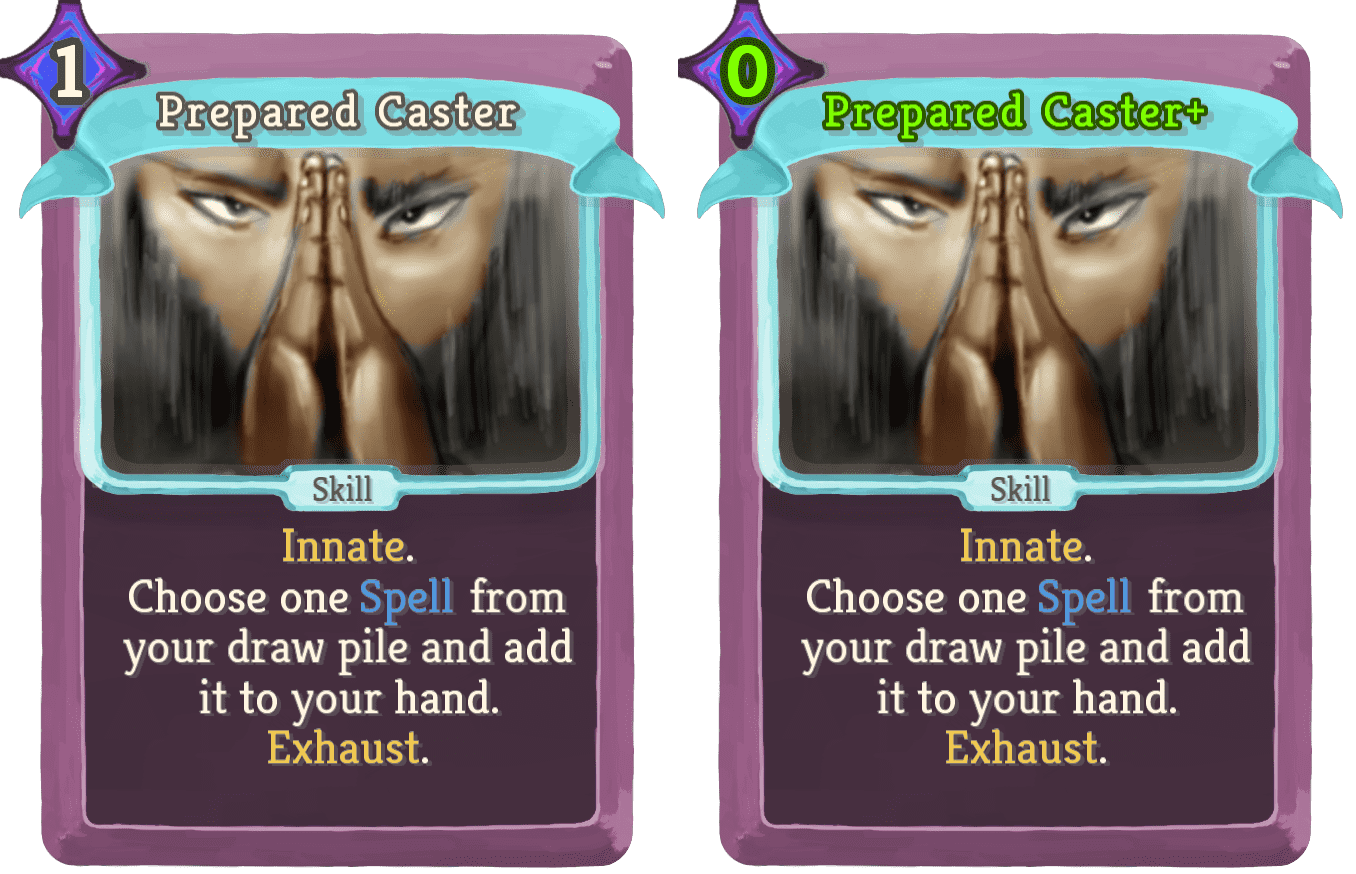 1
Prepared Caster
Skill
Innate.
Choose one Spell from
your draw pile and add
it to your hand.
Exhaust.
0
Prepared Caster+
Skill
Innate.
Choose one Spell from
your draw pile and add
it to your hand.
Exhaust.